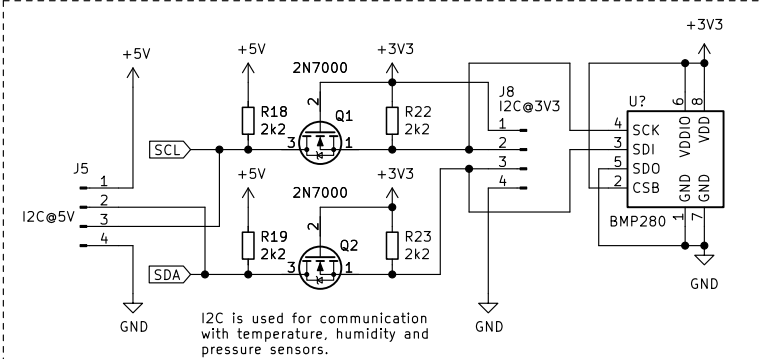 +5V
+5V
2N7000
+3V3
+3V3
2
R18
2k2
Q1
R22
2k2
J8
I2C@3V3
U?
6
8
VDDIO
VDD
SCL
3
1
1
2
3
4
4
SCK
3
SDI
5
SDO
2
CSB
GND
GND
1
7
BMP280
J5
1
2
3
4
I2C@5V
+5V
2N7000
+3V3
2
R19
2k2
Q2
R23
2k2
SDA
3
1
GND
GND
GND
I2C is used for communication
with temperature, humidity and
pressure sensors.